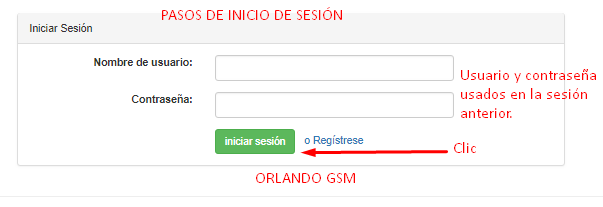 PASOS DE INICIO DE SESIÓN
Iniciar Sesión
Nombre de usuario:
Contraseña:
Usuario y contraseña
usados en la sesión
anterior.
iniciar sesión o Regístrese
Clic
ORLANDO GSM